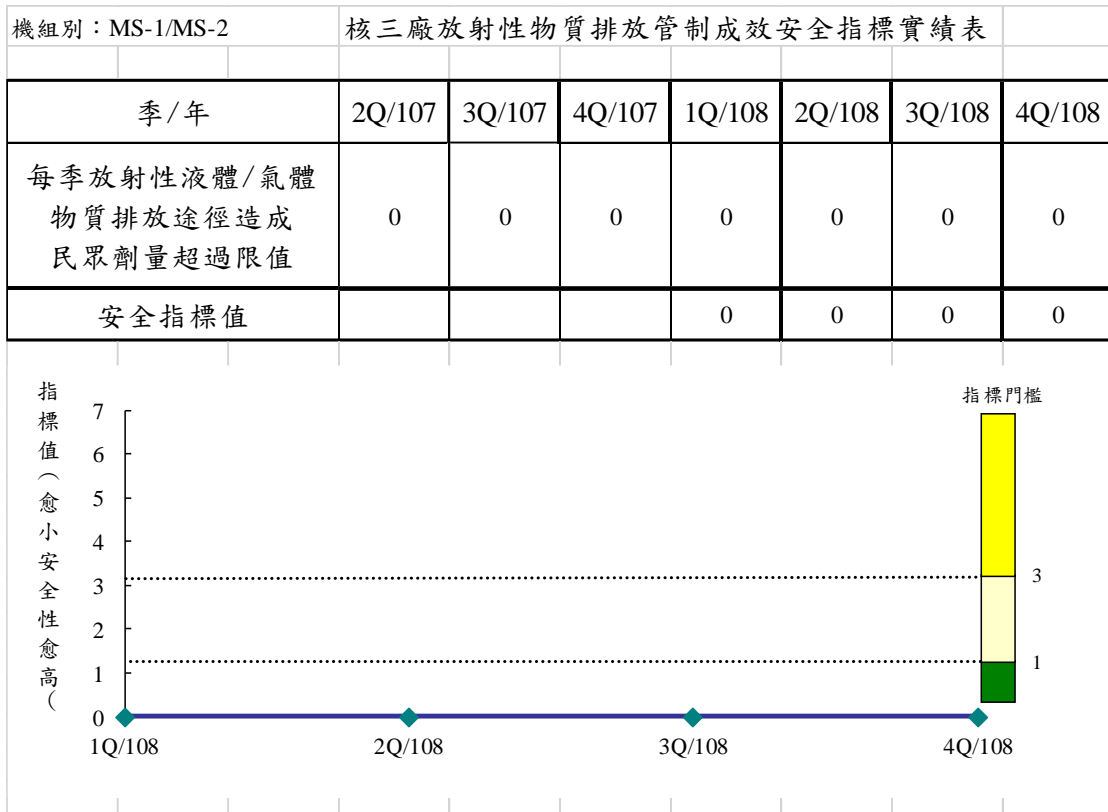 機組別：MS-1/MS-2 核三廠放射性物質排放管制成效安全指標實績表
季/年 2Q/107 3Q/107 4Q/107 1Q/108 2Q/108 3Q/108 4Q/108
每季放射性液體/氣體
物質排放途徑造成
民眾劑量超過限值
0 0 0 0 0 0 0
安全指標值 0 0 0 0
指標值（愈小安全性愈高（
指標門檻
7
6
5
4
3
2
1
0
3
1
1Q/108 2Q/108 3Q/108 4Q/108